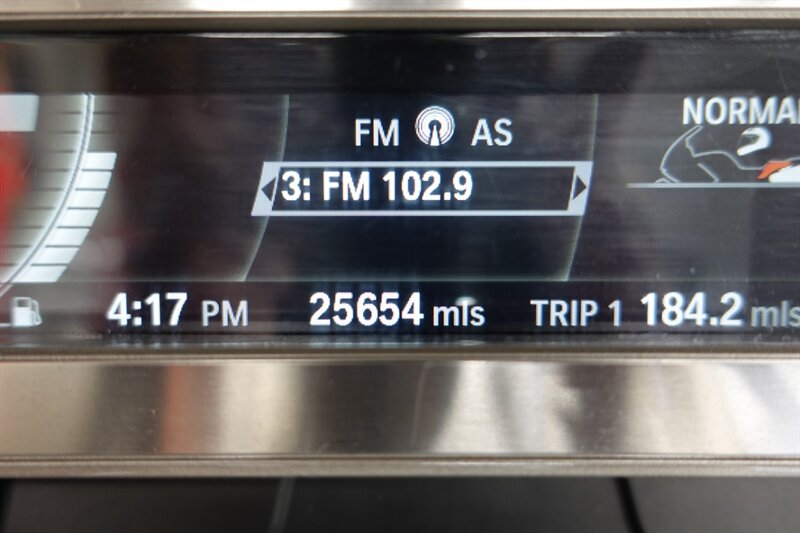 FM AS
NORMA
3: FM 102.9
4:17 PM 25654 mls TRIP 1 184.2 mls